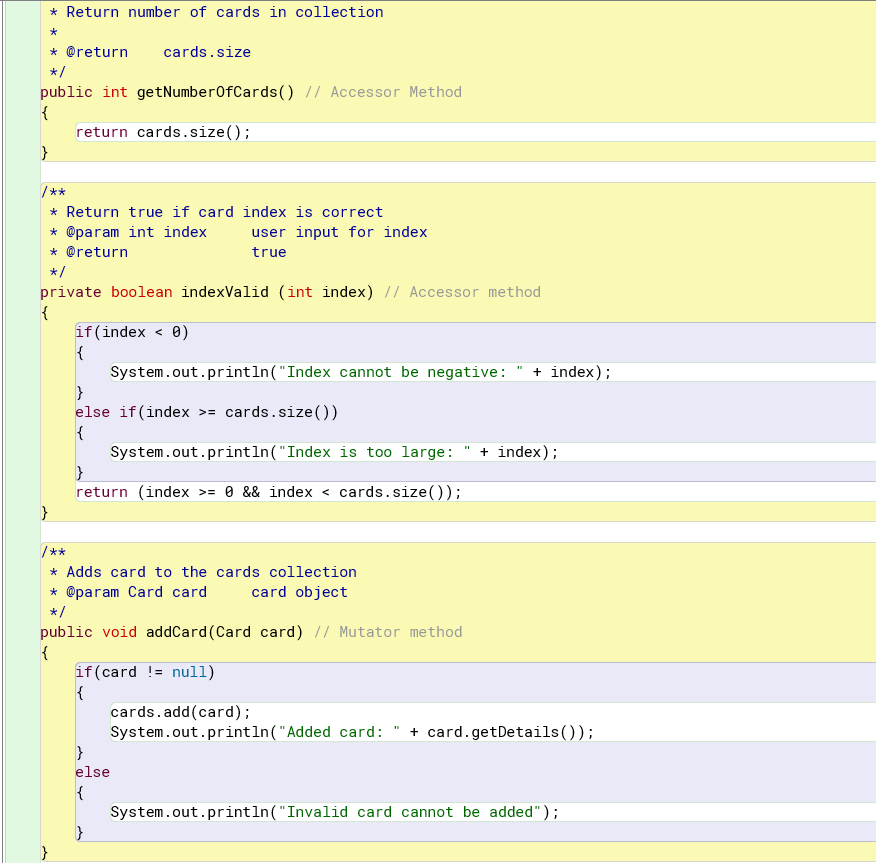 * Return number of cards in collection
*
* @return    cards.size
*/
public int getNumberOfCards() // Accessor Method
{
    return cards.size();
}
/**
 * Return true if card index is correct
 * @param int index     user input for index
 * @return              true
 */
private boolean indexValid (int index) // Accessor method
{
    if(index < 0)
    {
        System.out.println("Index cannot be negative: " + index);
    }
    else if(index >= cards.size())
    {
        System.out.println("Index is too large: " + index);
    }
    return (index >= 0 && index < cards.size());
}
/**
 * Adds card to the cards collection
 * @param Card card     card object
 */
public void addCard(Card card) // Mutator method
{
    if(card != null)
    {
        cards.add(card);
        System.out.println("Added card: " + card.getDetails());
    }
    else
    {
        System.out.println("Invalid card cannot be added");
    }
}